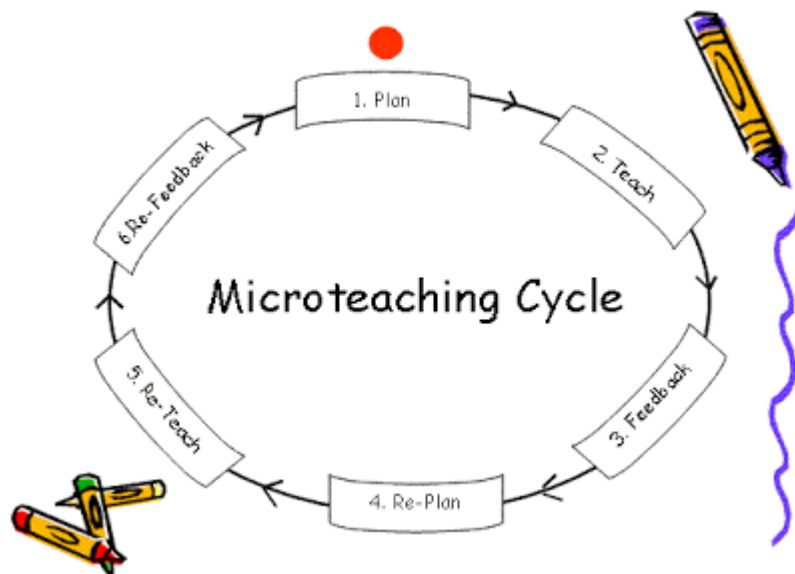 1. Plan
2. Teach
6.Re-Feedback
Microteaching Cycle
5. Re-Teach
3. Feedback
4. Re-Plan